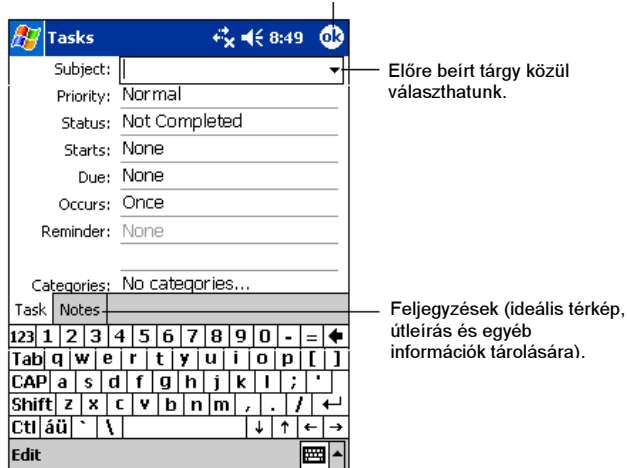 Tasks 8:49 ok
Subject:
Előre beírt tárgy közül
választhatunk.
Priority: Normal
Status: Not Completed
Starts: None
Due: None
Occurs: Once
Reminder: None
Categories: No categories...
Task Notes
Feljegyzések (ideális térkép,
útleírás és egyéb
információk tárolására).
123 1 2 3 4 5 6 7 8 9 0 - =
Tab q w e r t y u i o p [ ]
CAP a s d f g h j k l ; '
Shift z x c v b n m , . /
Ctl áü ` \ ↓ ↑ ← →
Edit